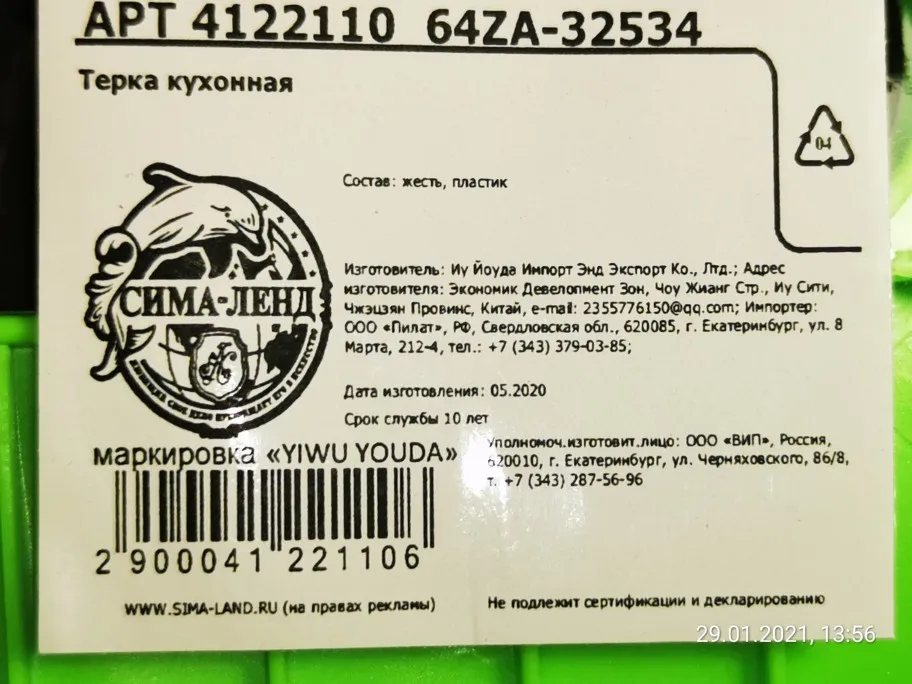 АРТ 4122110 64ZA-32534
Терка кухонная
04
Состав: жесть, пластик
СИМА-ЛЕНД
Изготовитель: Иу Йоуда Импорт Энд Экспорт Ко., Лтд.; Адрес
изготовителя: Экономик Девелопмент Зон, Чоу Жианг Стр., Иу Сити,
Чжэцзян Провинс, Китай, e-mail: 2355776150@qq.com; Импортер:
ООО «Пилат», РФ, Свердловская обл., 620085, г. Екатеринбург, ул. 8
Марта, 212-4, тел.: +7 (343) 379-03-85;
Дата изготовления: 05.2020
Срок службы 10 лет
маркировка «YIWU YOUDA»
Уполномоч.изготовит.лицо: ООО «ВИП», Россия,
620010, г. Екатеринбург, ул. Черняховского, 86/8,
т. +7 (343) 287-56-96
2 900041 221106
WWW.SIMA-LAND.RU (на правах рекламы)
Не подлежит сертификации и декларированию
29.01.2021, 13:56